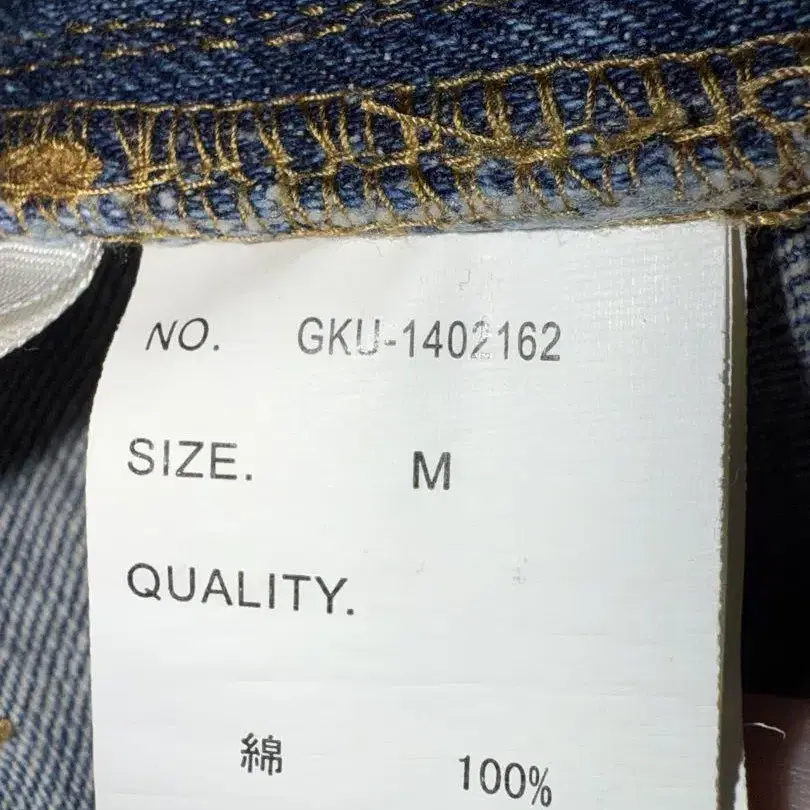 NO. GKU-1402162
SIZE. M
QUALITY.
綿 100%